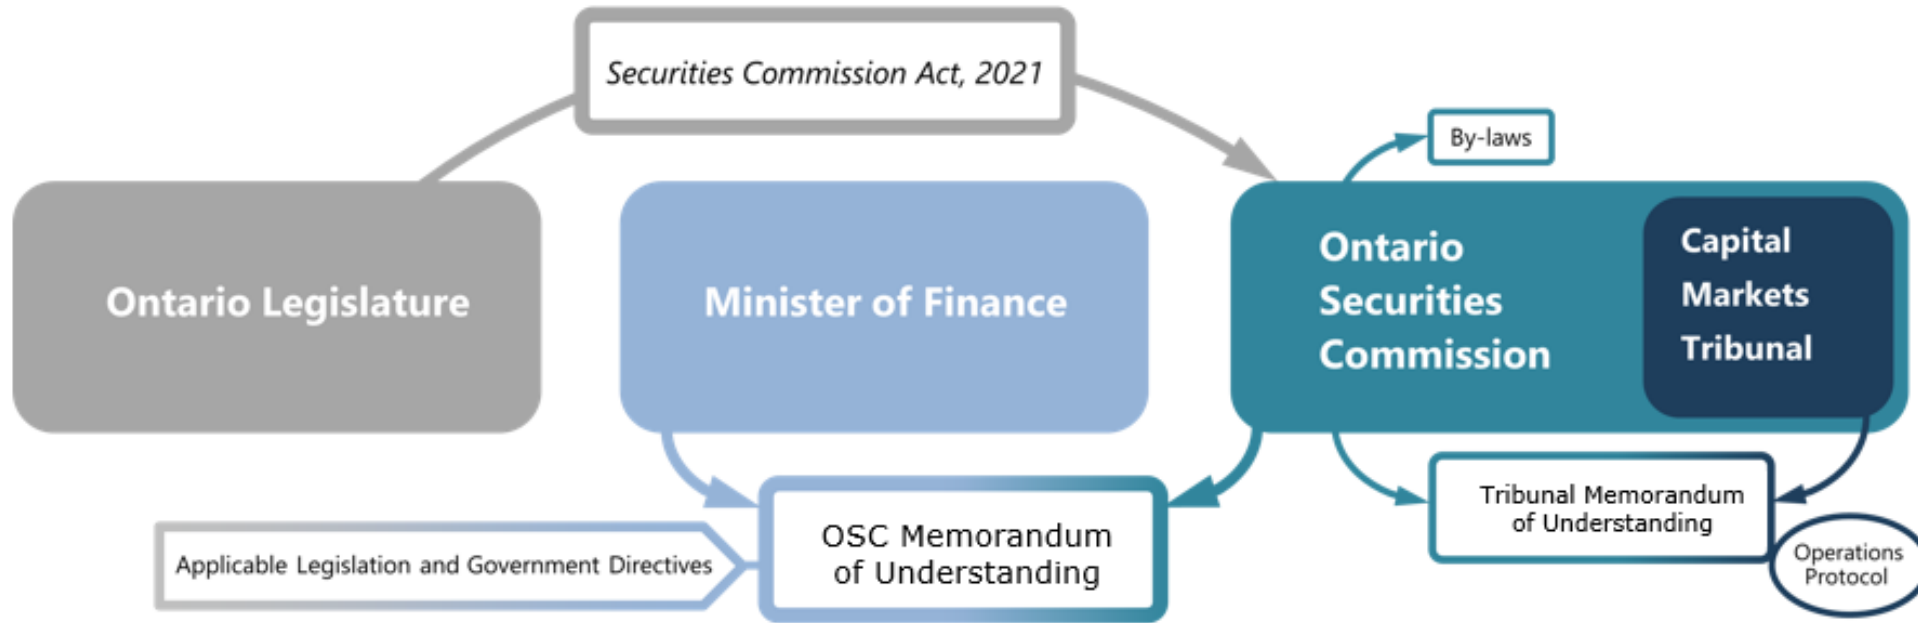 Securities Commission Act, 2021
By-laws
Ontario Legislature
Minister of Finance
Ontario
Securities
Commission
Capital
Markets
Tribunal
Applicable Legislation and Government Directives
OSC Memorandum
of Understanding
Tribunal Memorandum
of Understanding
Operations
Protocol